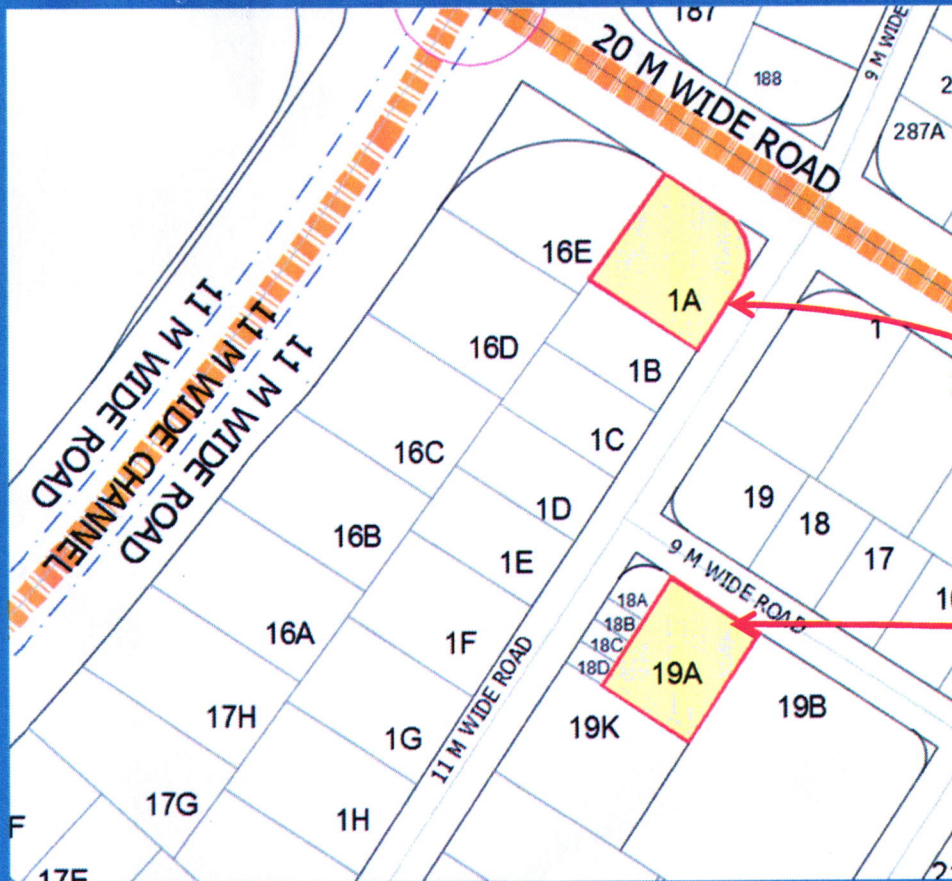 187
20 M WIDE ROAD
9 M WIDE
188
287A
16E
1A
11 M WIDE ROAD
11 M WIDE CHANNEL
11 M WIDE ROAD
16D
1B
1
16C
1C
19
18
17
16B
1D
1E
9 M WIDE ROAD
18A
18B
18C
18D
16A
1F
19A
19B
17H
19K
1G
11 M WIDE ROAD
17G
1H
F